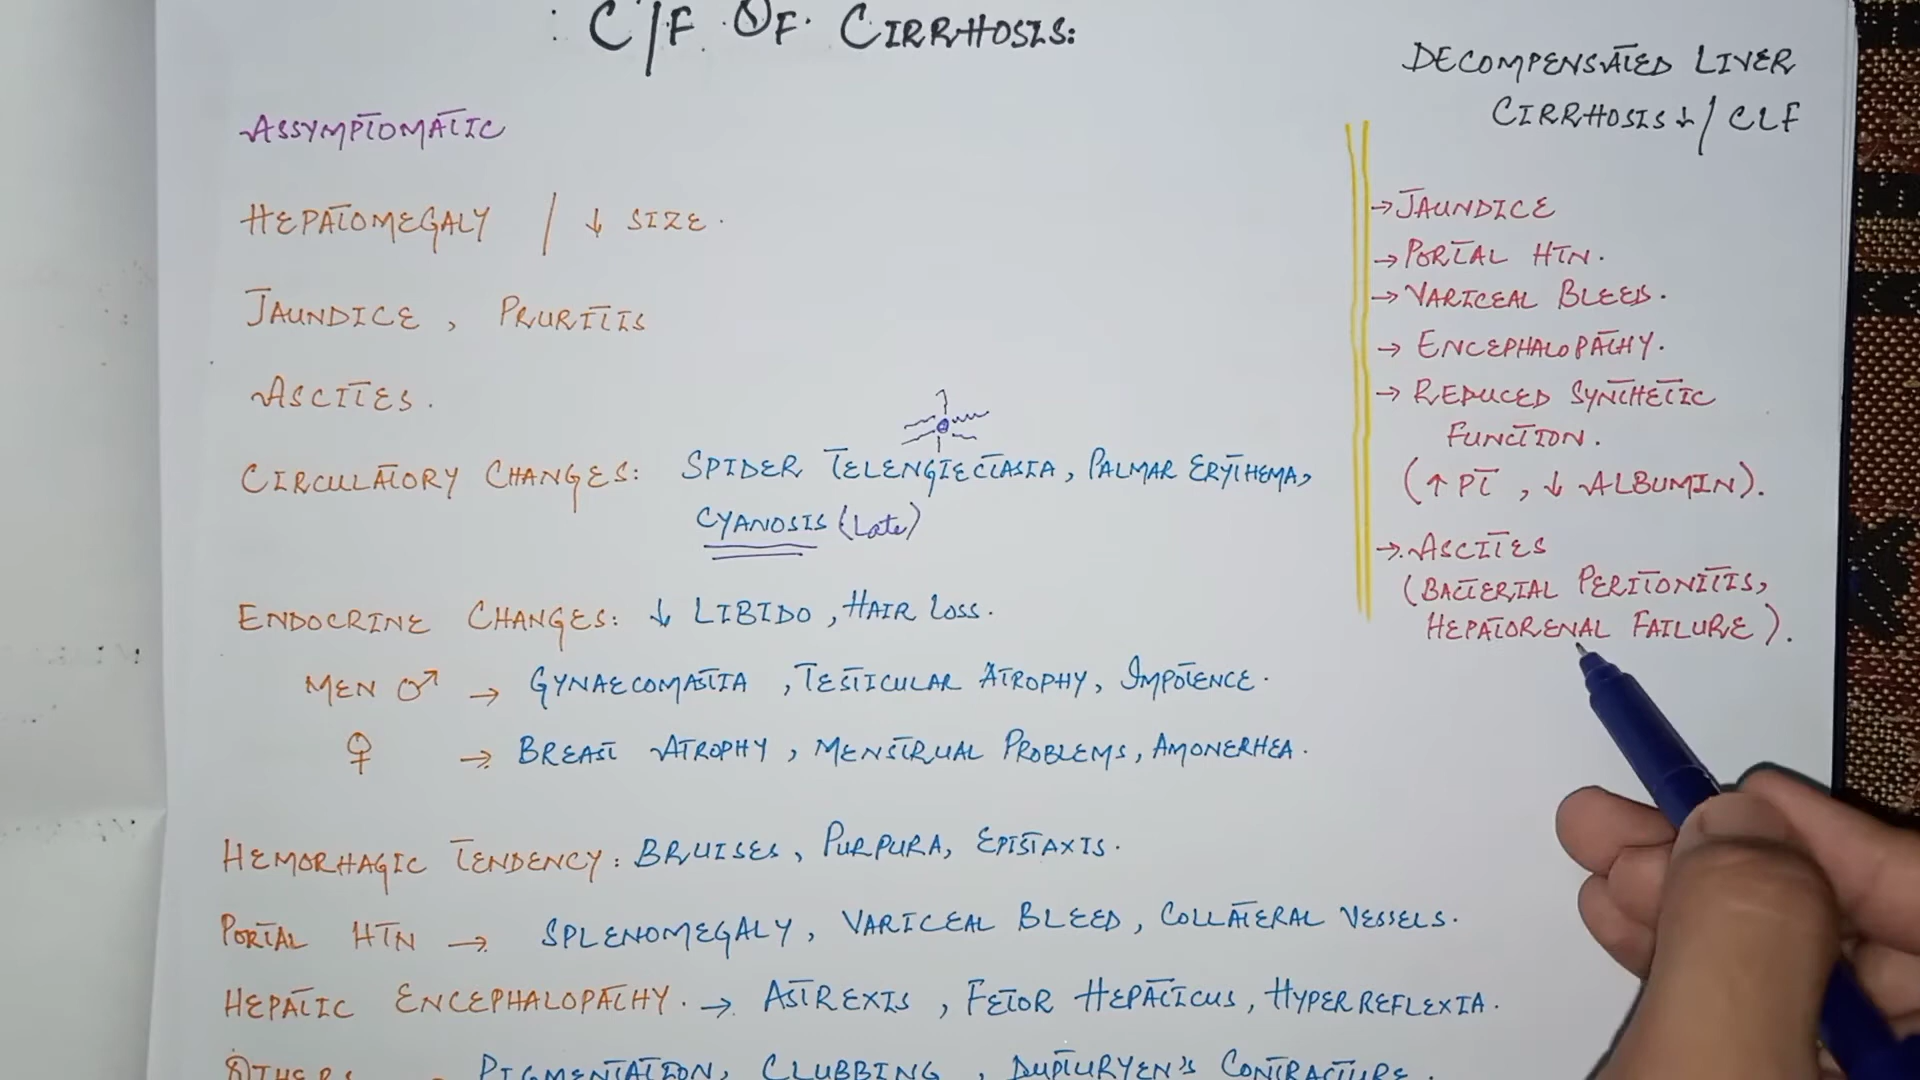 : C/F OF CIRRHOSIS:
ASSYMPTOMATIC
HEPATOMEGALY / ↓ SIZE.
JAUNDICE, PRURITIS
ASCITES.
CIRCULATORY CHANGES: SPIDER TELENGIECTASIA, PALMAR ERYTHEMA,
CYANOSIS (Late)
ENDOCRINE CHANGES: ↓ LIBIDO, HAIR LOSS.
MEN ♂ → GYNAECOMASTIA, TESTICULAR ATROPHY, IMPOTENCE.
♀ → BREAST ATROPHY, MENSTRUAL PROBLEMS, AMONERHEA.
HEMORHAGIC TENDENCY: BRUISES, PURPURA, EPISTAXIS.
PORTAL HTN → SPLENOMEGALY, VARICEAL BLEED, COLLATERAL VESSELS.
HEPATIC ENCEPHALOPATHY. → ASTREXIS, FETOR HEPATICUS, HYPERREFLEXIA.
OTHERS - PIGMENTATION, CLUBBING, DUPTURYEN'S CONTRACTURE.
DECOMPENSATED LIVER
CIRRHOSIS ↓ / CLF
→ JAUNDICE
→ PORTAL HTN.
→ VARICEAL BLEED.
→ ENCEPHALOPATHY.
→ REDUCED SYNTHETIC
FUNCTION.
(↑ PT, ↓ ALBUMIN).
→ ASCITES
(BACTERIAL PERITONITIS,
HEPATORENAL FAILURE).